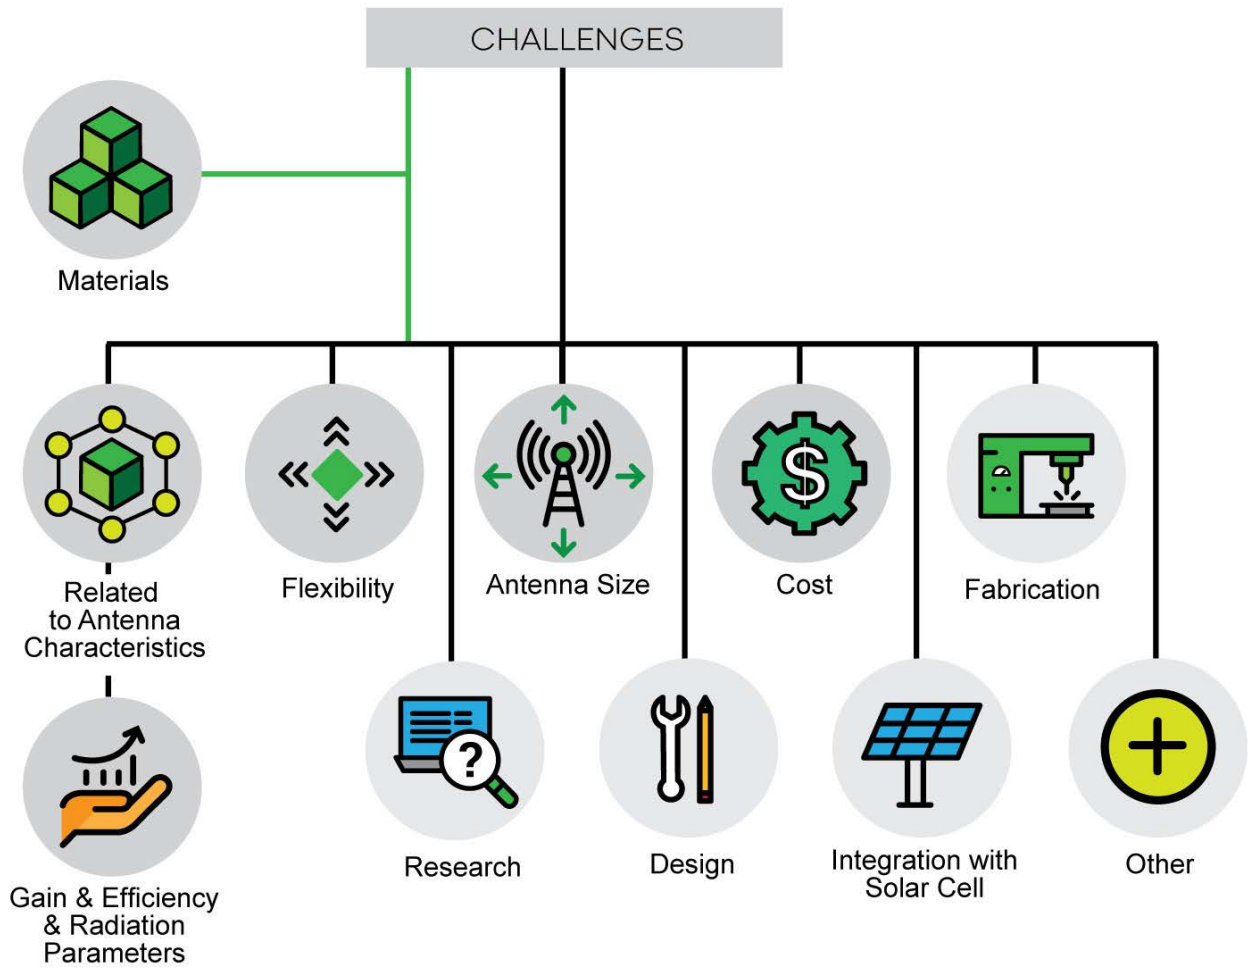 CHALLENGES
Materials
Related
to Antenna
Characteristics
Flexibility
Antenna Size
$
Cost
Fabrication
Gain & Efficiency
& Radiation
Parameters
?
Research
Design
Integration with
Solar Cell
Other